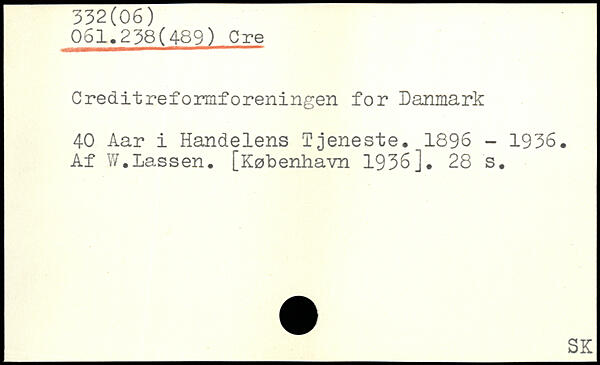 332(06)
061.238(489) Cre
Creditreformforeningen for Danmark
40 Aar i Handelens Tjeneste. 1896 - 1936.
Af W.Lassen. [København 1936]. 28 s.
SK